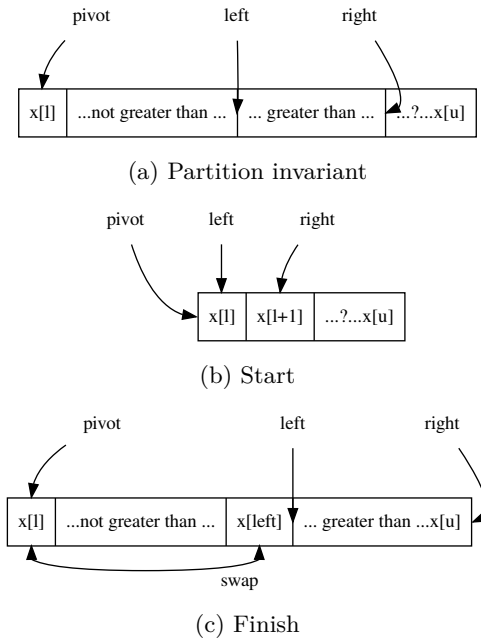 pivot left right
x[l] ...not greater than ... ... greater than ... ...?...x[u]
(a) Partition invariant
pivot left right
x[l] x[l+1] ...?...x[u]
(b) Start
pivot left right
x[l] ...not greater than ... x[left] ... greater than ...x[u]
swap
(c) Finish